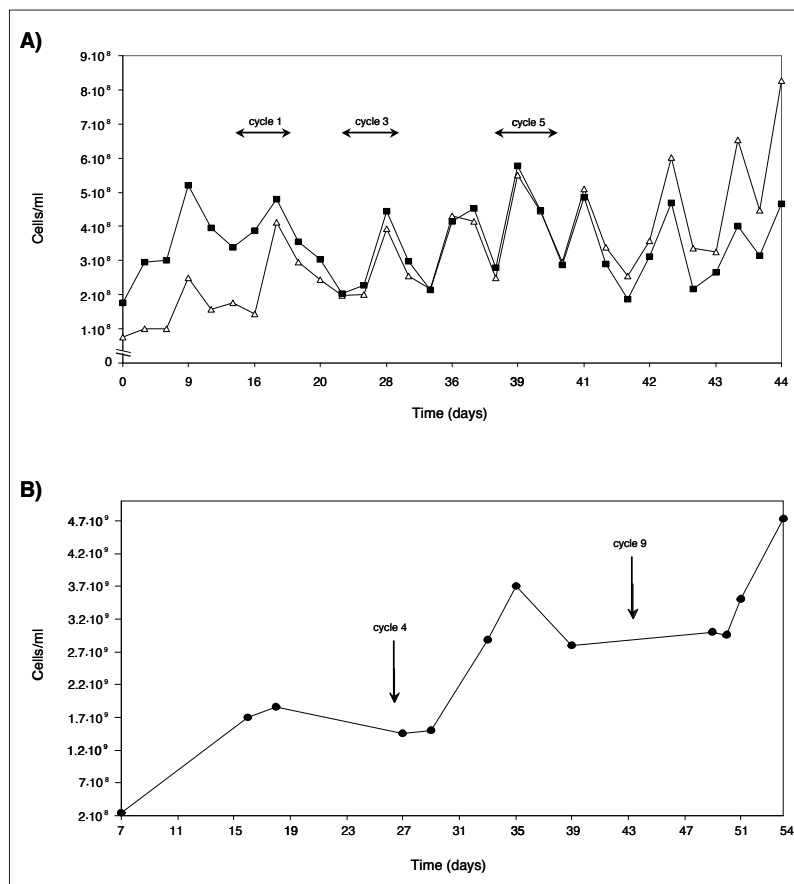 A)
9·10⁸
8·10⁸
7·10⁸
6·10⁸
5·10⁸
4·10⁸
3·10⁸
2·10⁸
1·10⁸
0
Cells/ml
cycle 1
cycle 3
cycle 5
0 9 16 20 28 36 39 41 42 43 44
Time (days)
B)
4.7·10⁹
4.2·10⁹
3.7·10⁹
3.2·10⁹
2.7·10⁹
2.2·10⁹
1.7·10⁹
1.2·10⁹
7·10⁸
2·10⁸
Cells/ml
cycle 4
cycle 9
7 11 15 19 23 27 31 35 39 43 47 51 54
Time (days)